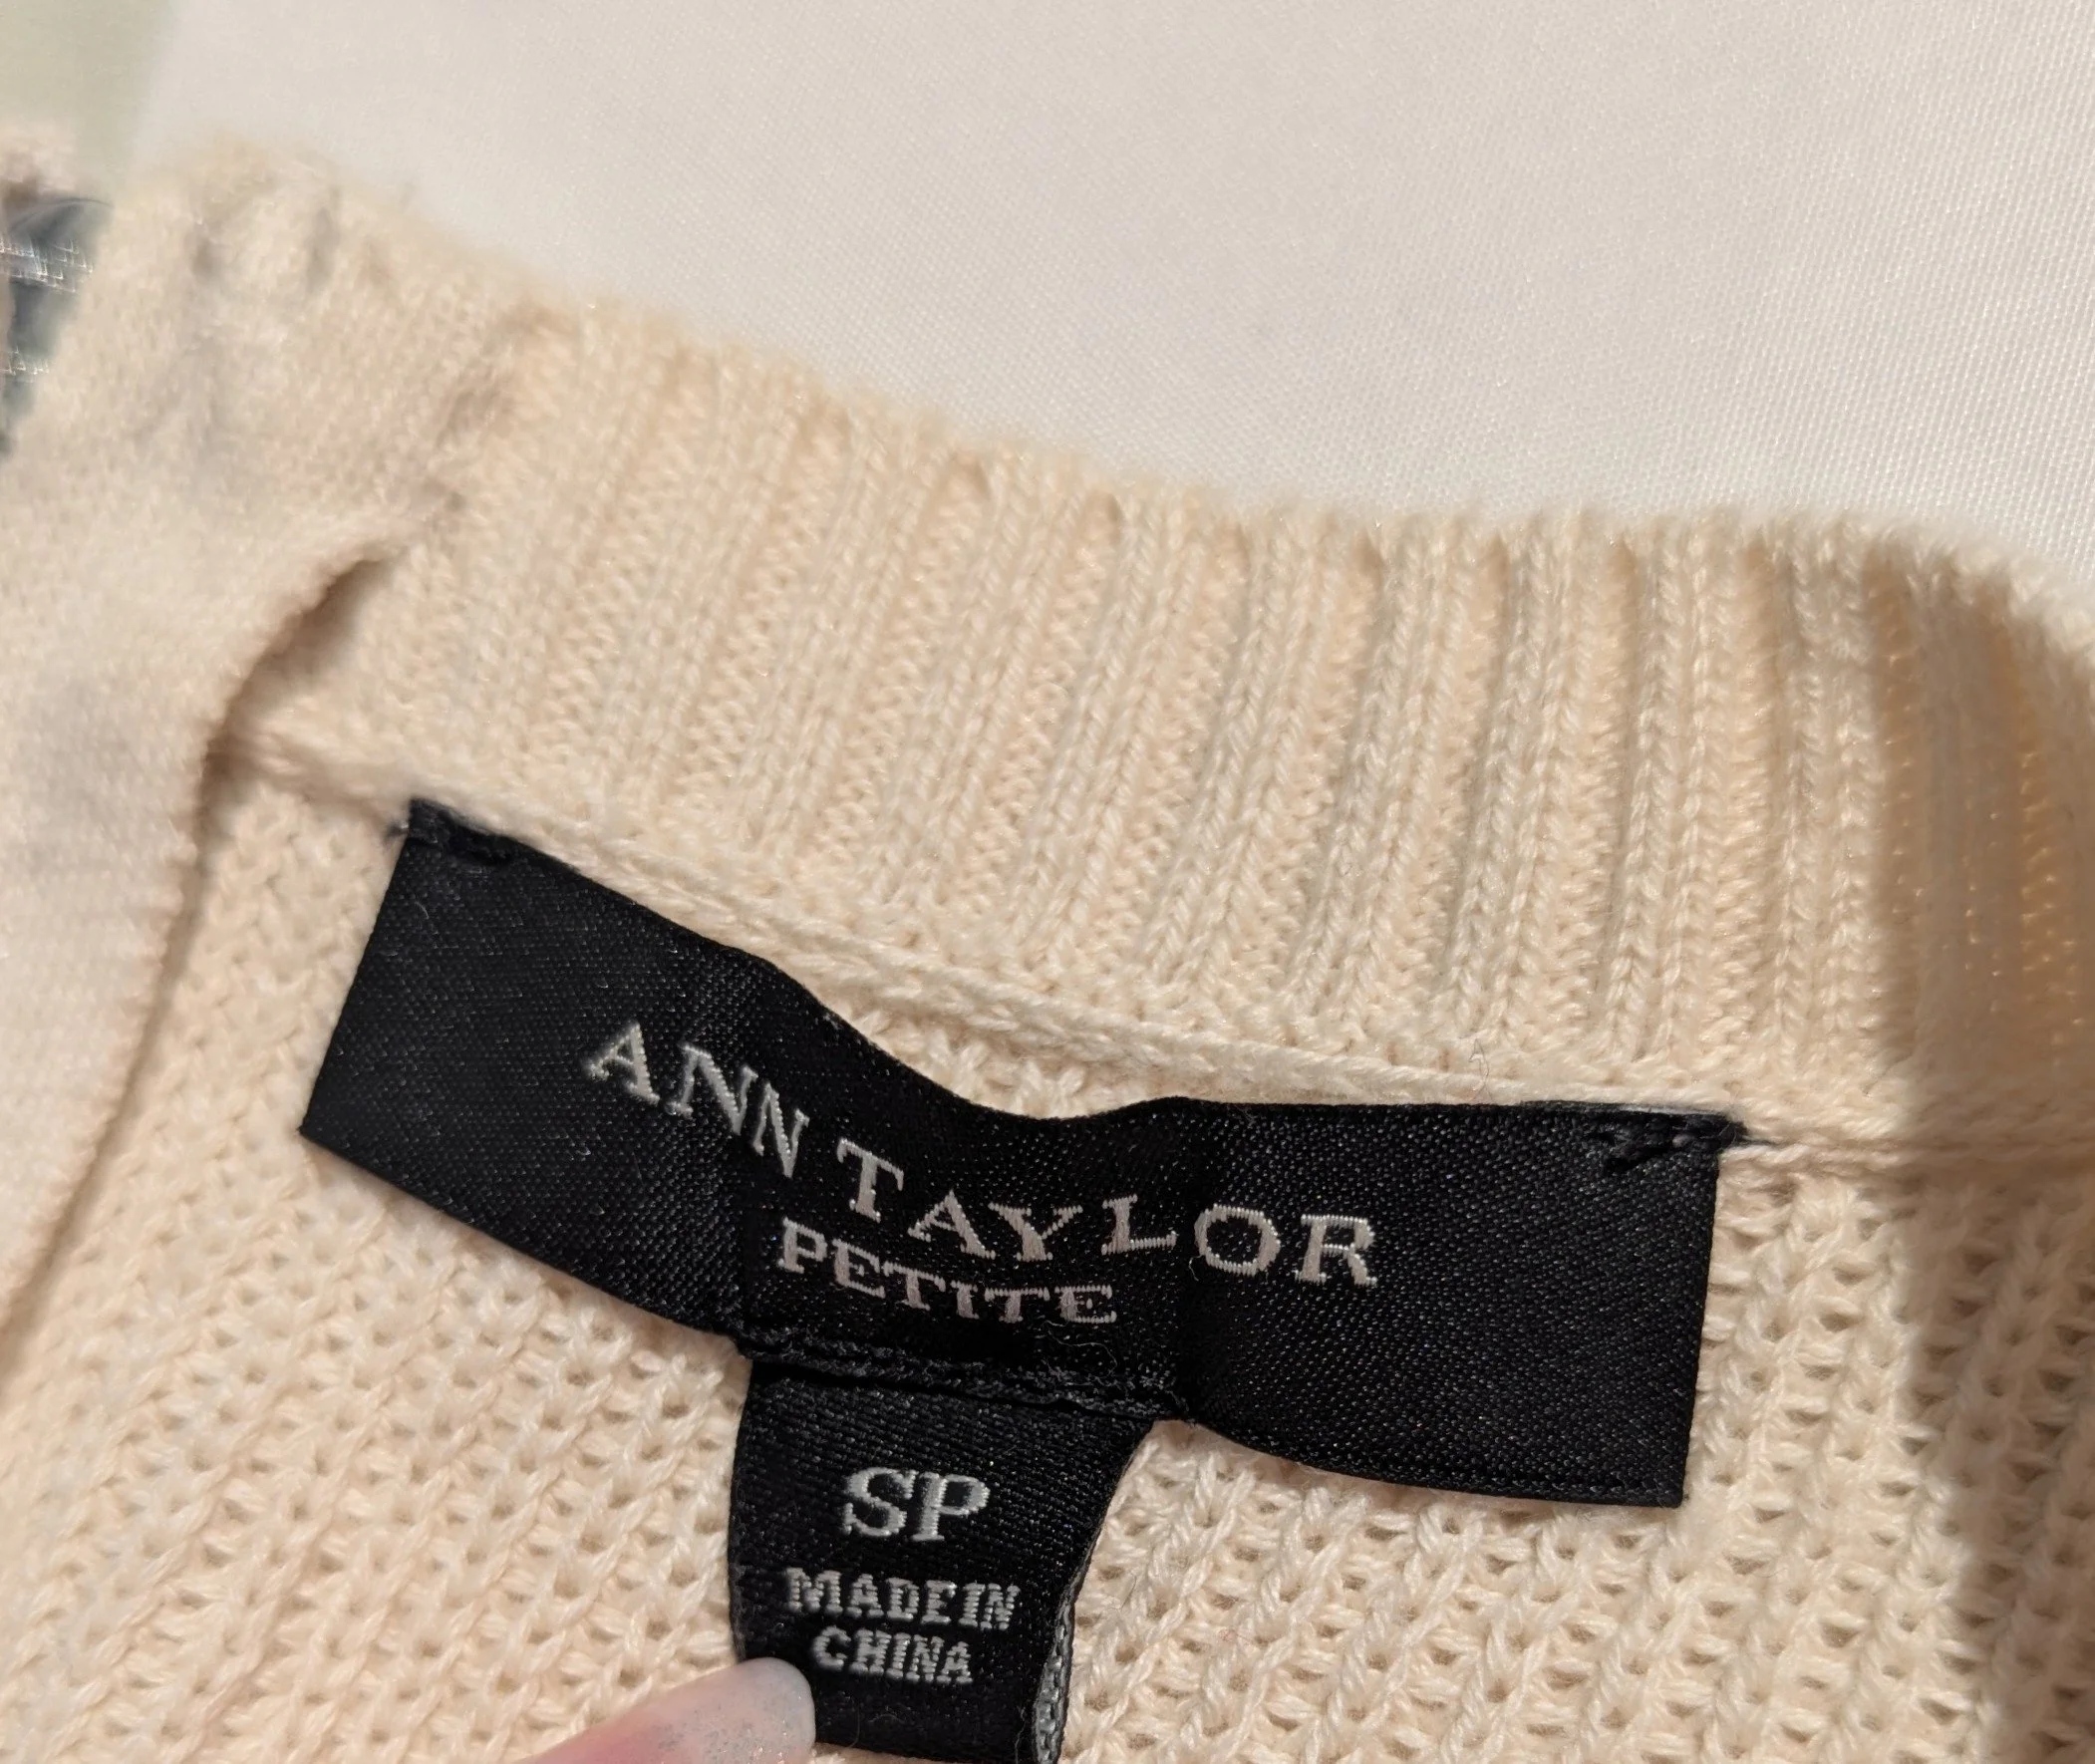 ANN TAYLOR
PETITE
SP
MADE IN
CHINA